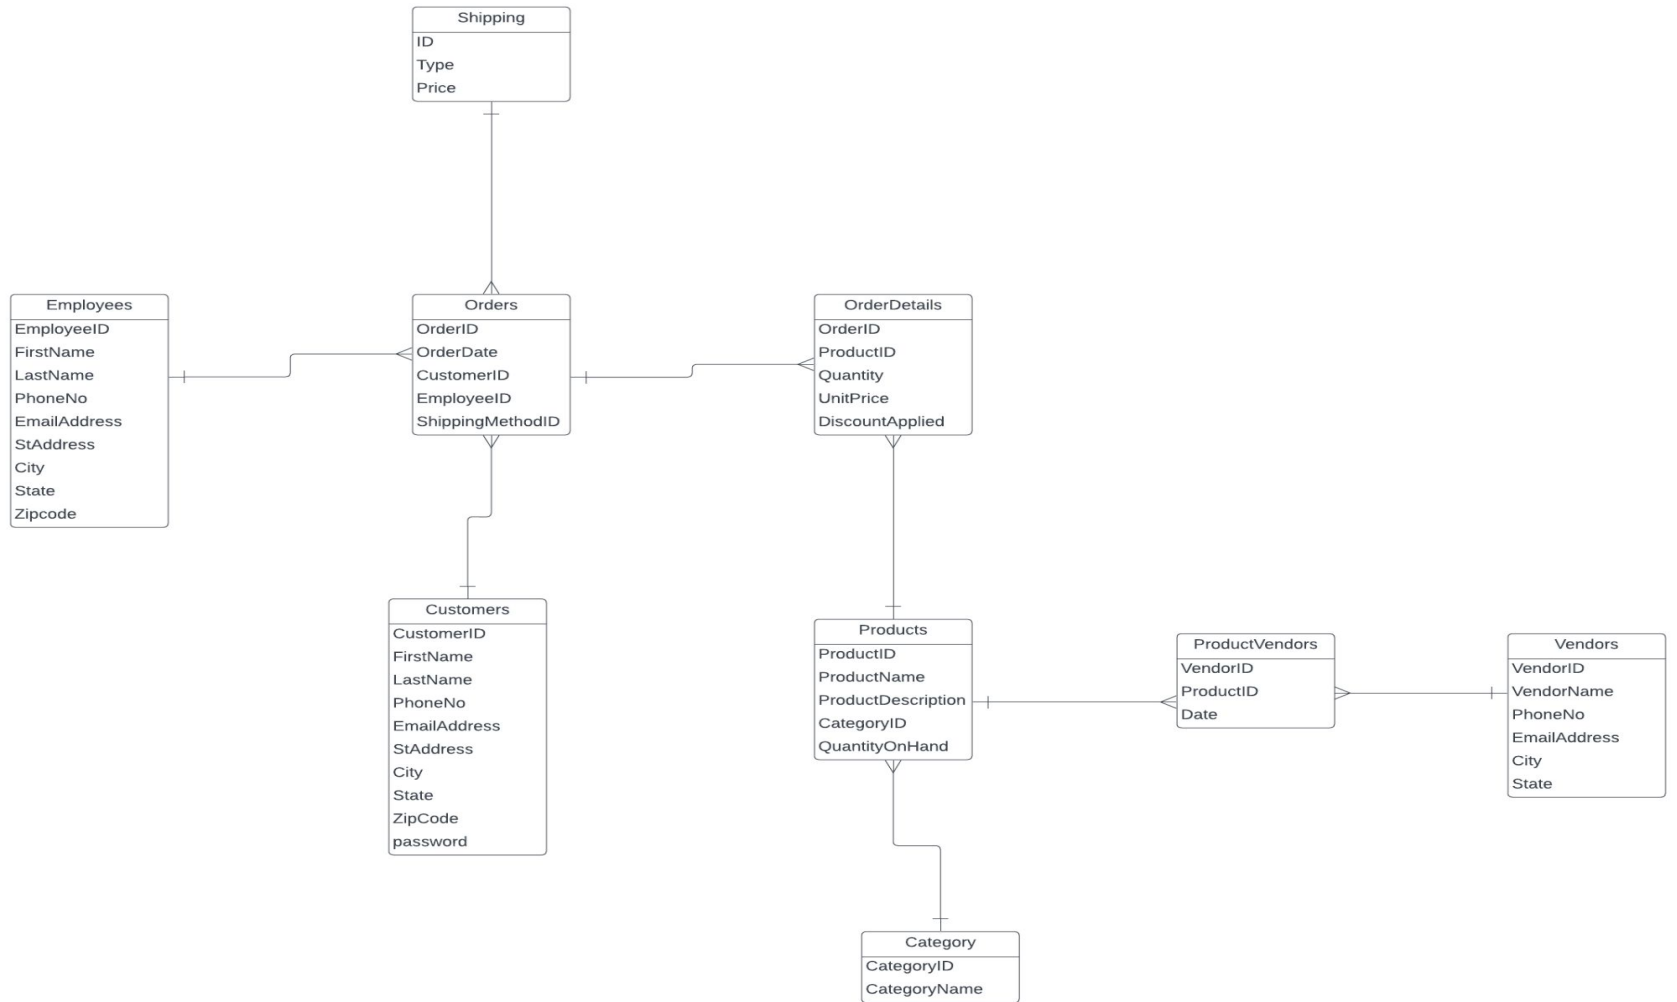 Shipping
ID
Type
Price
Employees
EmployeeID
FirstName
LastName
PhoneNo
EmailAddress
StAddress
City
State
Zipcode
Orders
OrderID
OrderDate
CustomerID
EmployeeID
ShippingMethodID
OrderDetails
OrderID
ProductID
Quantity
UnitPrice
DiscountApplied
Customers
CustomerID
FirstName
LastName
PhoneNo
EmailAddress
StAddress
City
State
ZipCode
password
Products
ProductID
ProductName
ProductDescription
CategoryID
QuantityOnHand
ProductVendors
VendorID
ProductID
Date
Vendors
VendorID
VendorName
PhoneNo
EmailAddress
City
State
Category
CategoryID
CategoryName